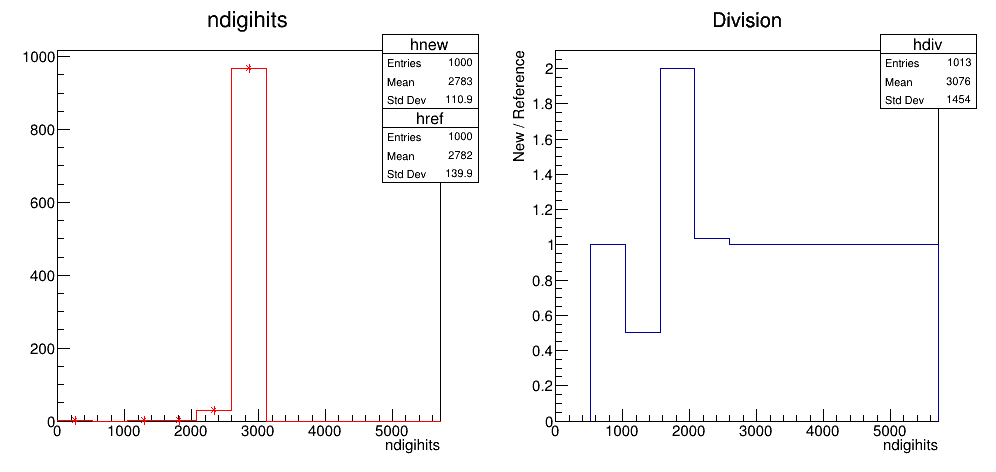 ndigihits
hnew
Entries 1000
Mean 2783
Std Dev 110.9
href
Entries 1000
Mean 2782
Std Dev 139.9
1000
800
600
400
200
0
0 1000 2000 3000 4000 5000
ndigihits
Division
hdiv
Entries 1013
Mean 3076
Std Dev 1454
New / Reference
2
1.8
1.6
1.4
1.2
1
0.8
0.6
0.4
0.2
0
0 1000 2000 3000 4000 5000
ndigihits